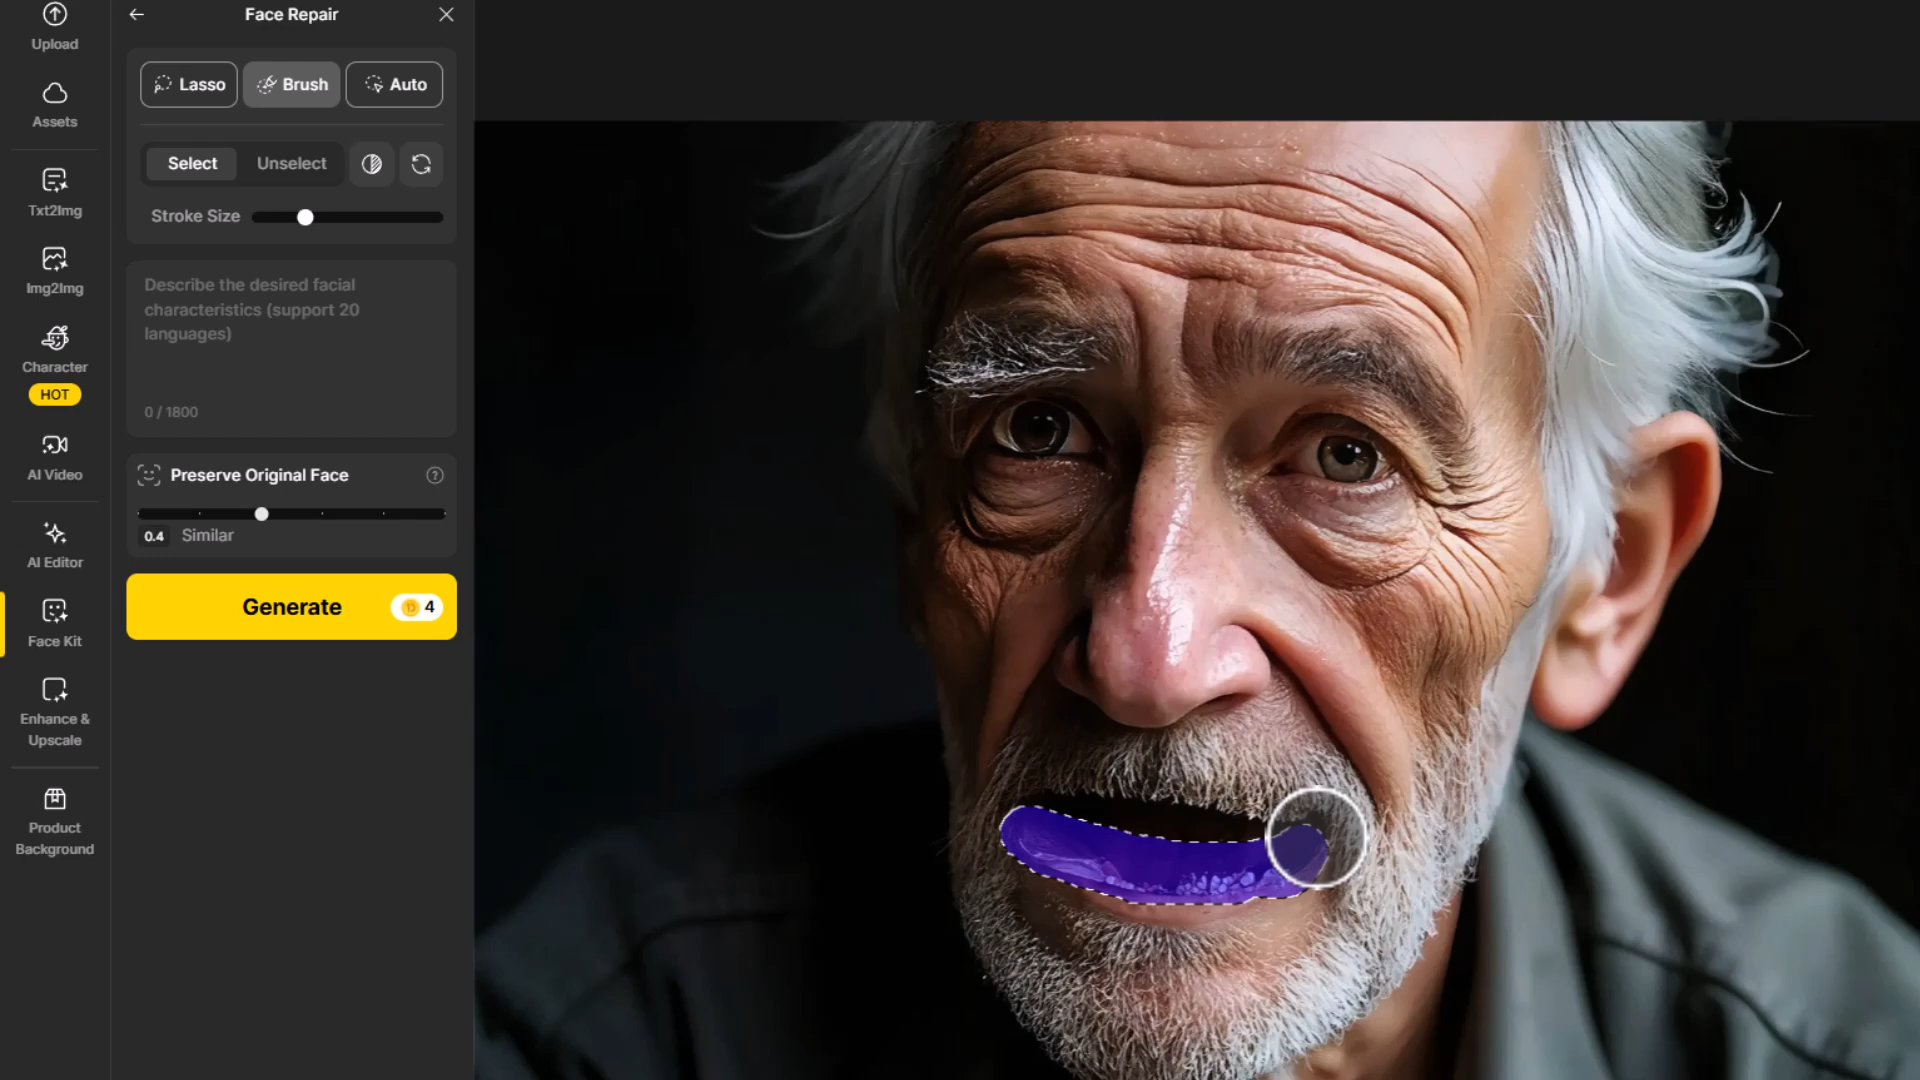 Upload
Assets
Txt2Img
Img2Img
Character
HOT
AI Video
AI Editor
Face Kit
Enhance &
Upscale
Product
Background
Face Repair
Lasso
Brush
Auto
Select
Unselect
Stroke Size
Describe the desired facial
characteristics (support 20
languages)
0 / 1800
Preserve Original Face
?
0.4 Similar
Generate
4